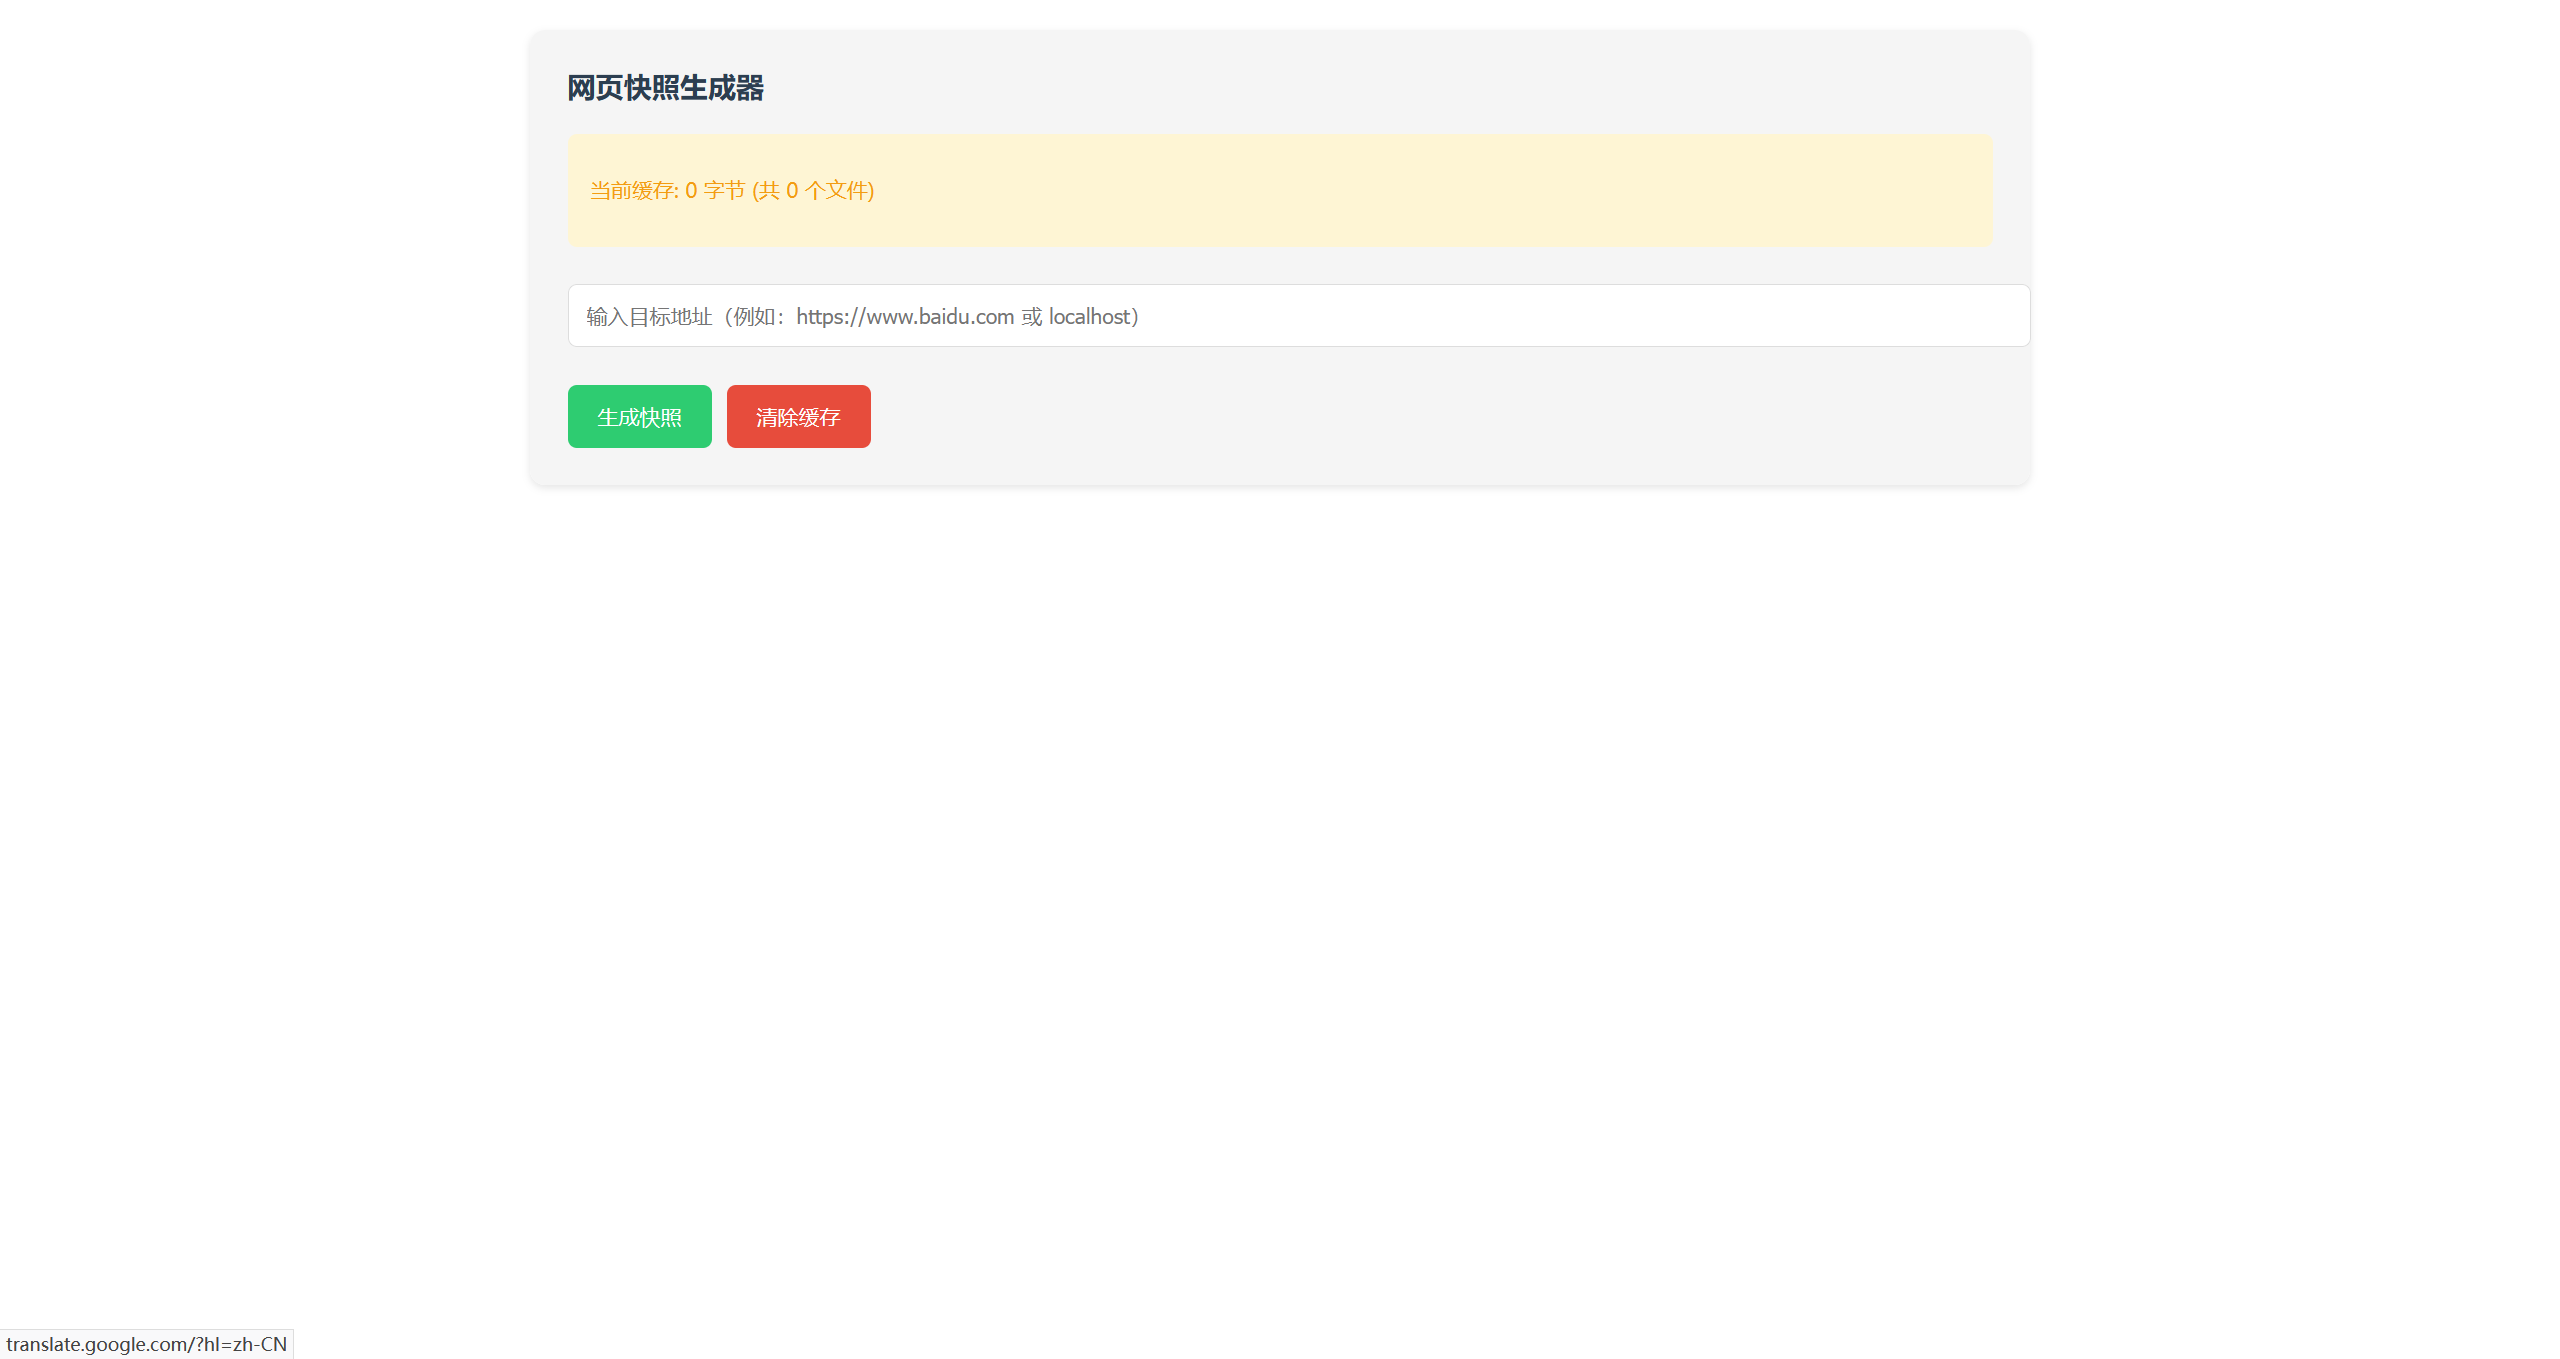 网页快照生成器
当前缓存: 0 字节 (共 0 个文件)
输入目标地址（例如：https://www.baidu.com 或 localhost）
生成快照 清除缓存
translate.google.com/?hl=zh-CN